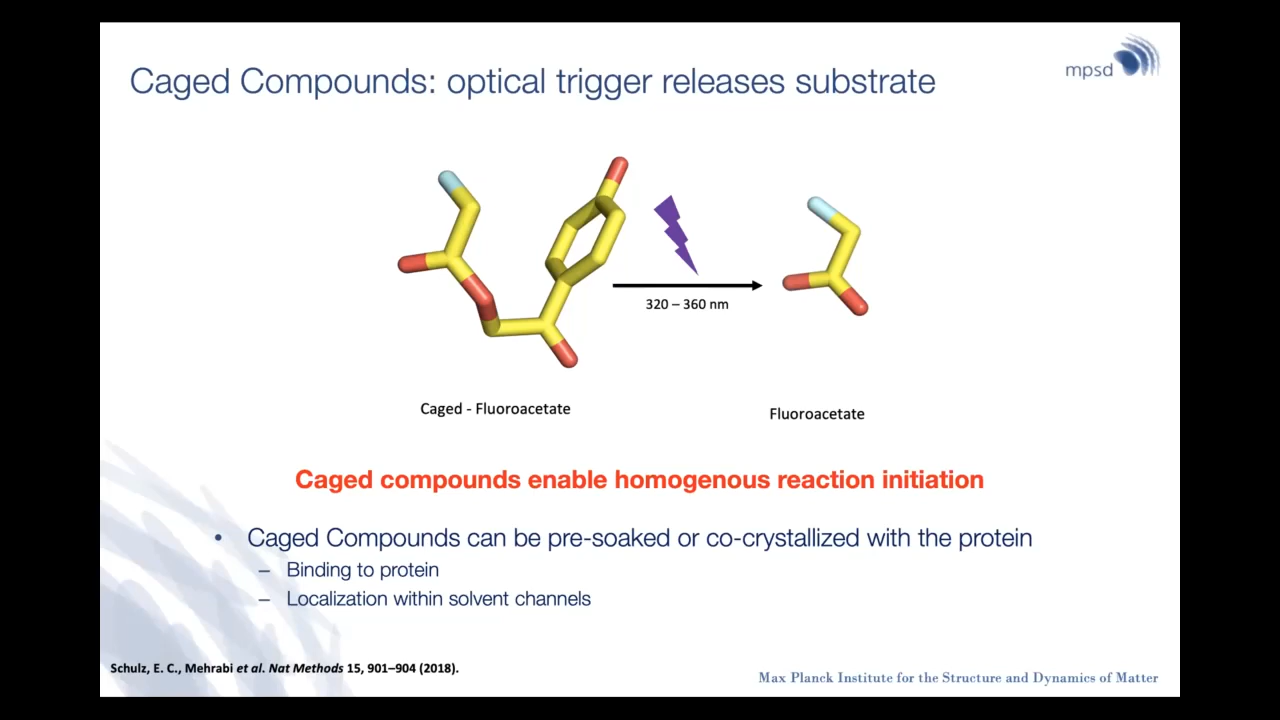 Caged Compounds: optical trigger releases substrate
mpsd
320 – 360 nm
Caged - Fluoroacetate
Fluoroacetate
Caged compounds enable homogenous reaction initiation
• Caged Compounds can be pre-soaked or co-crystallized with the protein
– Binding to protein
– Localization within solvent channels
Schulz, E. C., Mehrabi et al. Nat Methods 15, 901–904 (2018).
Max Planck Institute for the Structure and Dynamics of Matter